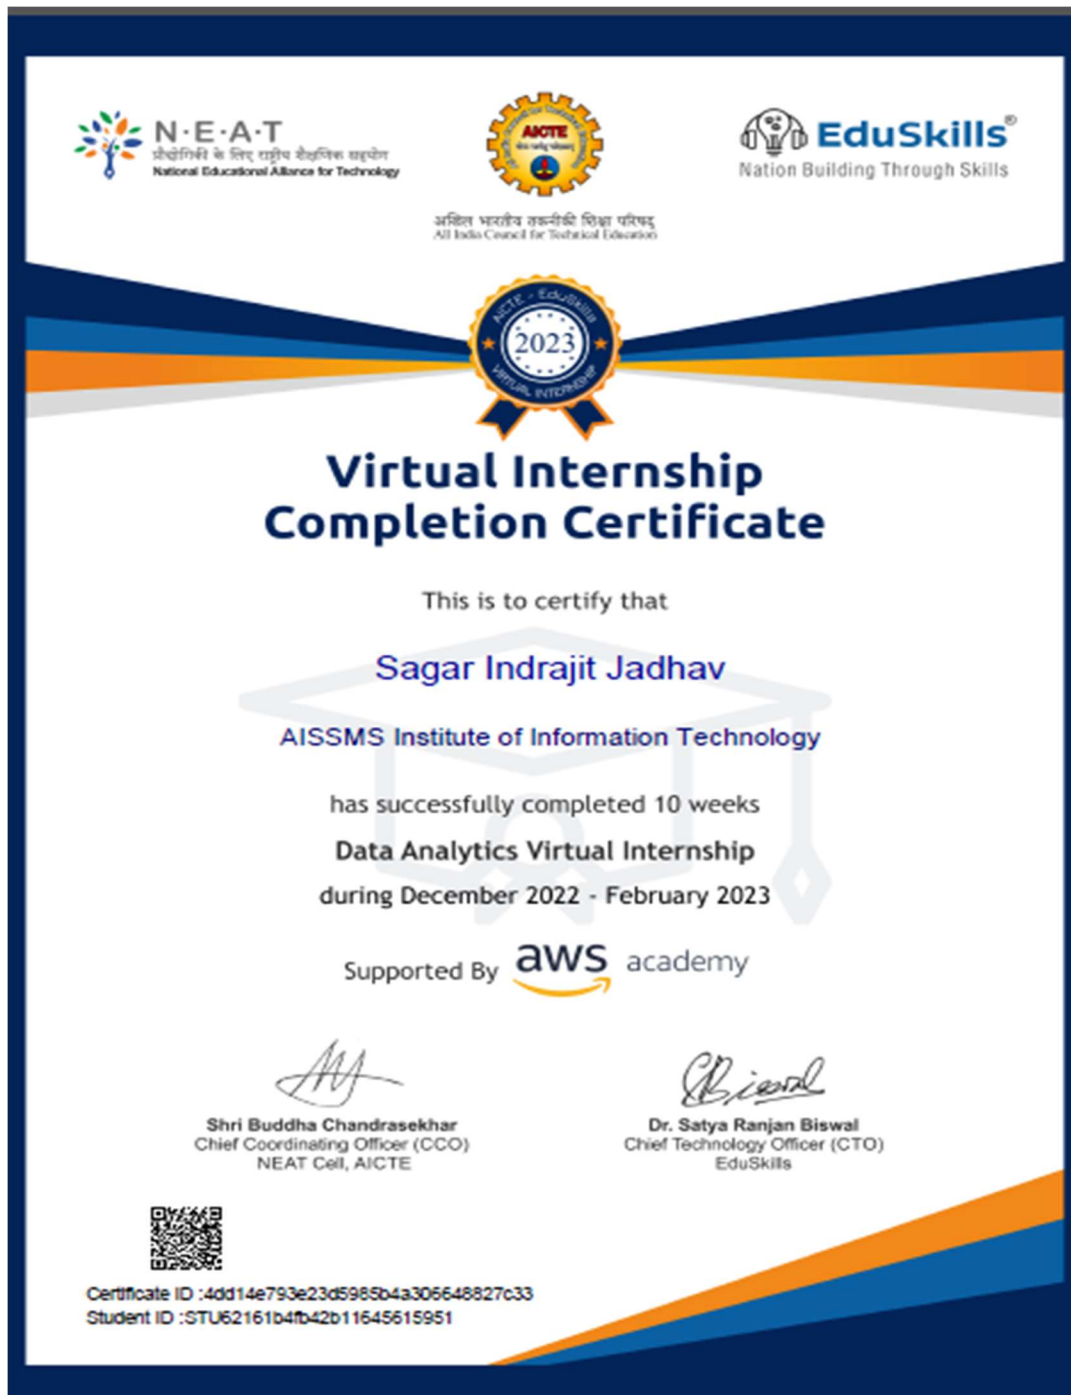 N·E·A·T
प्रौद्योगिकी के लिए राष्ट्रीय शैक्षणिक सहयोग
National Educational Alliance for Technology
AICTE
अखिल भारतीय तकनीकी शिक्षा परिषद्
All India Council for Technical Education
EduSkills®
Nation Building Through Skills
AICTE - EduSkills
2023
VIRTUAL INTERNSHIP
Virtual Internship
Completion Certificate
This is to certify that
Sagar Indrajit Jadhav
AISSMS Institute of Information Technology
has successfully completed 10 weeks
Data Analytics Virtual Internship
during December 2022 - February 2023
Supported By aws academy
Shri Buddha Chandrasekhar
Chief Coordinating Officer (CCO)
NEAT Cell, AICTE
Dr. Satya Ranjan Biswal
Chief Technology Officer (CTO)
EduSkills
Certificate ID :4dd14e793e23d5985b4a306648827c33
Student ID :STU62161b4fb42b11645615951